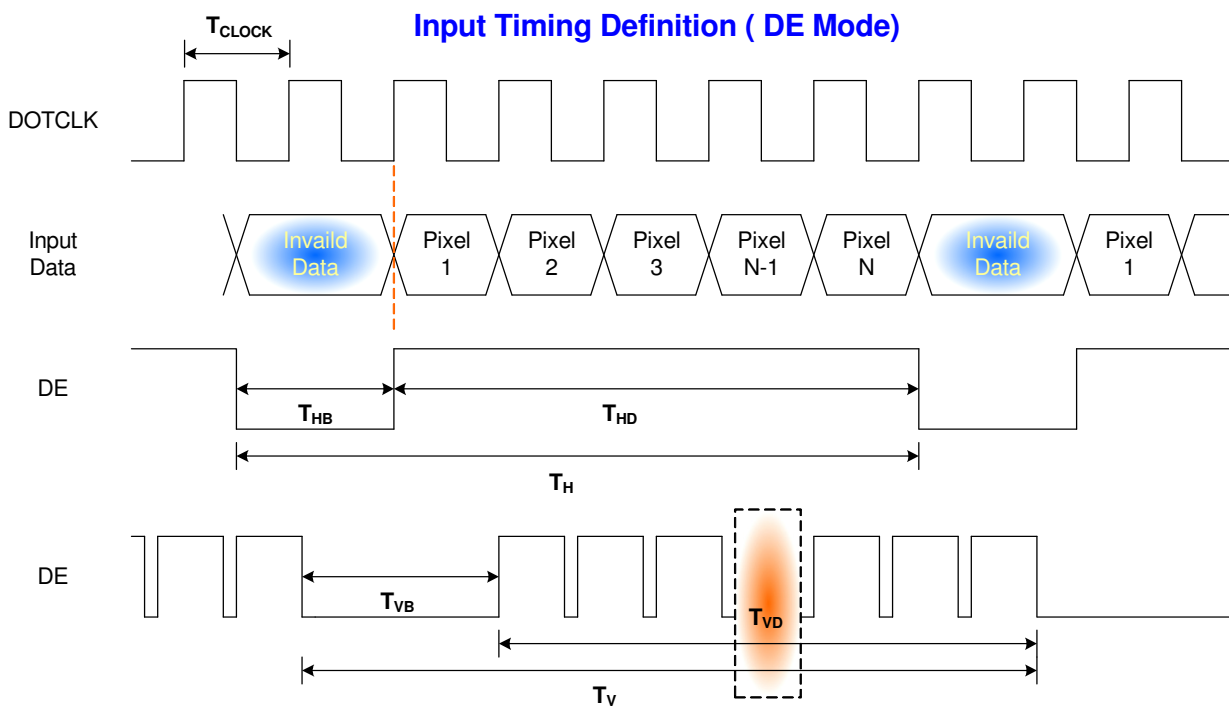 Input Timing Definition ( DE Mode)
TCLOCK
DOTCLK
Input
Data
Invaild
Data
Pixel
1
Pixel
2
Pixel
3
Pixel
N-1
Pixel
N
Invaild
Data
Pixel
1
DE
THB
THD
TH
DE
TVB
TVD
TV